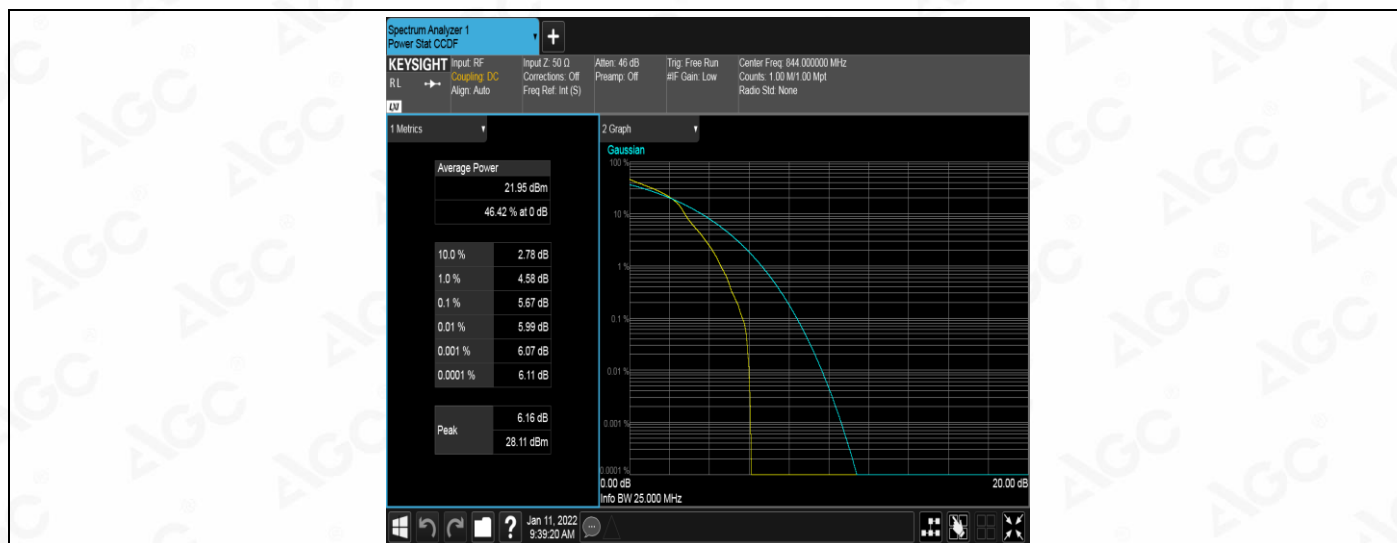 Spectrum Analyzer 1
Power Stat CCDF
KEYSIGHT
R L
LXI
Input: RF
Coupling: DC
Align: Auto
Input Z: 50 Ω
Corrections: Off
Freq Ref: Int (S)
Atten: 46 dB
Preamp: Off
Trig: Free Run
#IF Gain: Low
Center Freq: 844.000000 MHz
Counts: 1.00 M/1.00 Mpt
Radio Std: None
1 Metrics
Average Power
21.95 dBm
46.42 % at 0 dB
10.0 % 2.78 dB
1.0 % 4.58 dB
0.1 % 5.67 dB
0.01 % 5.99 dB
0.001 % 6.07 dB
0.0001 % 6.11 dB
Peak
6.16 dB
28.11 dBm
2 Graph
Gaussian
100 %
10 %
1 %
0.1 %
0.01 %
0.001 %
0.0001 %
0.00 dB 20.00 dB
Info BW 25.000 MHz
Jan 11, 2022
9:39:20 AM
AGC